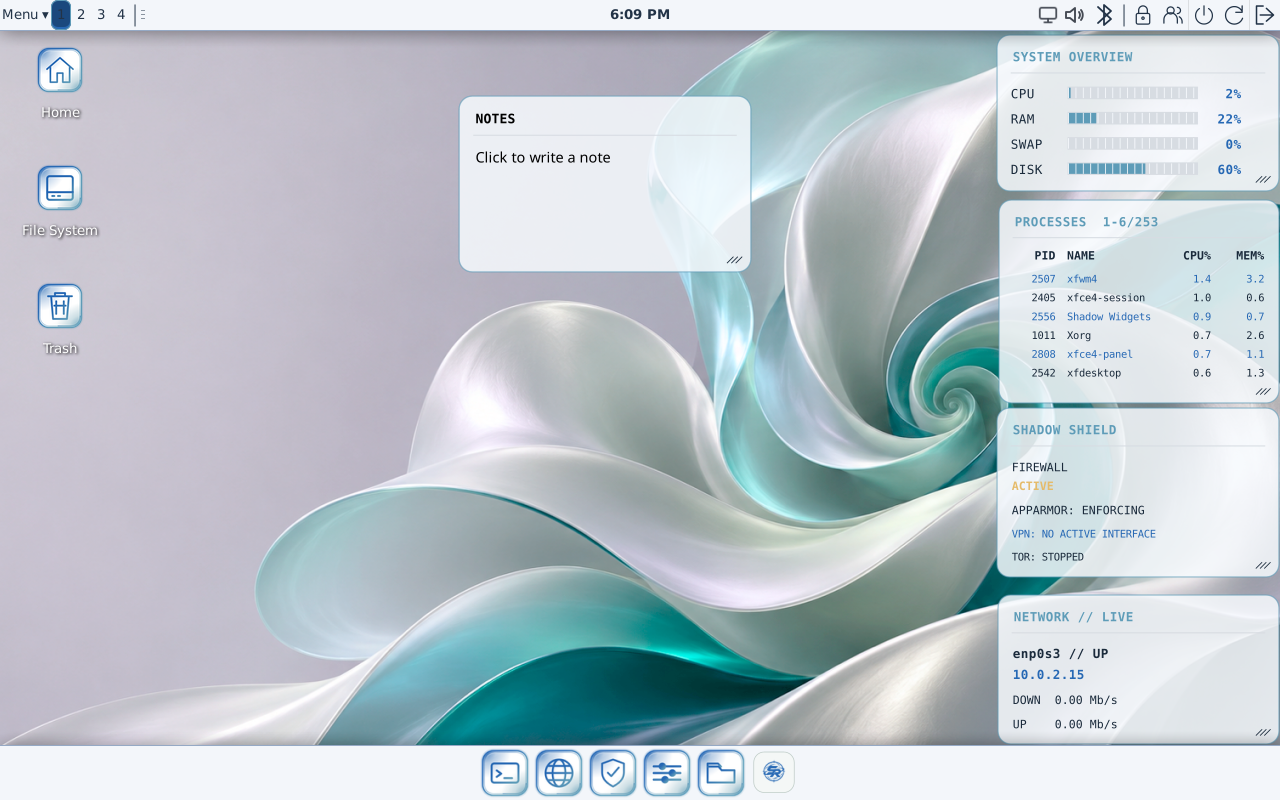 Menu ▾ 1 2 3 4
6:09 PM
Home
File System
Trash
NOTES
Click to write a note
SYSTEM OVERVIEW
CPU 2%
RAM 22%
SWAP 0%
DISK 60%
PROCESSES 1-6/253
PID NAME CPU% MEM%
2507 xfwm4 1.4 3.2
2405 xfce4-session 1.0 0.6
2556 Shadow Widgets 0.9 0.7
1011 Xorg 0.7 2.6
2808 xfce4-panel 0.7 1.1
2542 xfdesktop 0.6 1.3
SHADOW SHIELD
FIREWALL
ACTIVE
APPARMOR: ENFORCING
VPN: NO ACTIVE INTERFACE
TOR: STOPPED
NETWORK // LIVE
enp0s3 // UP
10.0.2.15
DOWN 0.00 Mb/s
UP 0.00 Mb/s